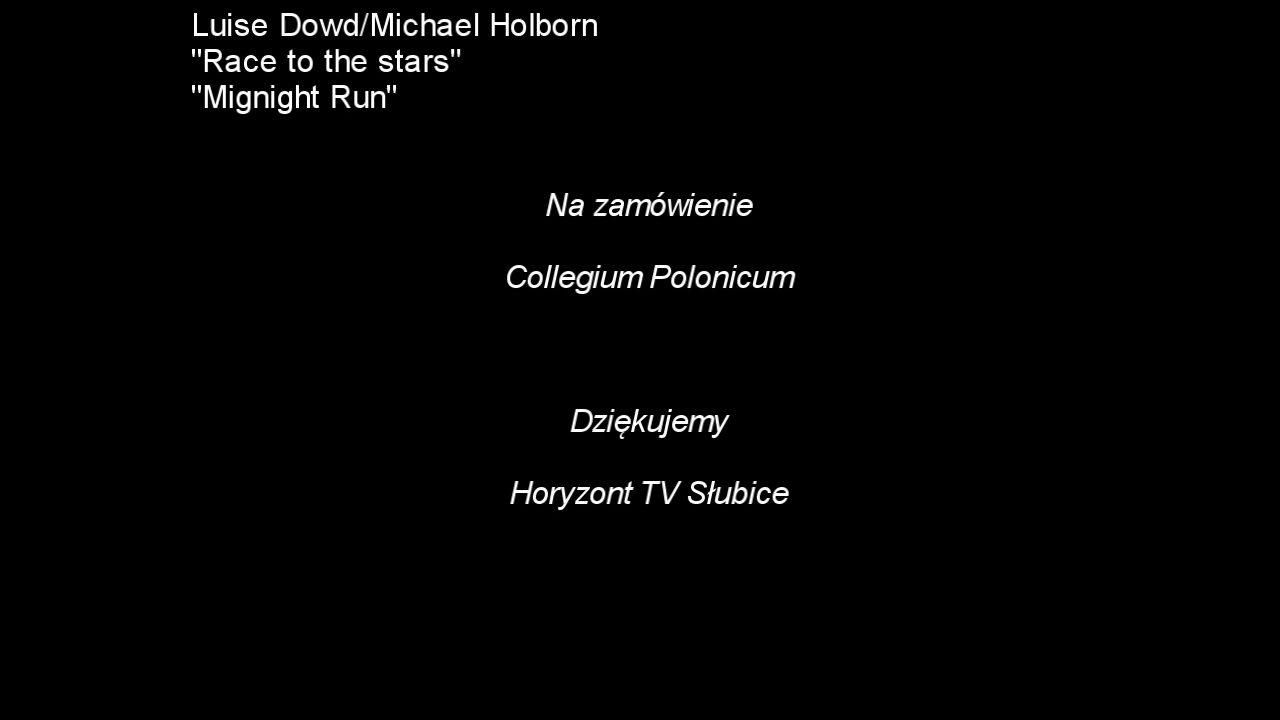 Luise Dowd/Michael Holborn
"Race to the stars"
"Mignight Run"
Na zamówienie
Collegium Polonicum
Dziękujemy
Horyzont TV Słubice